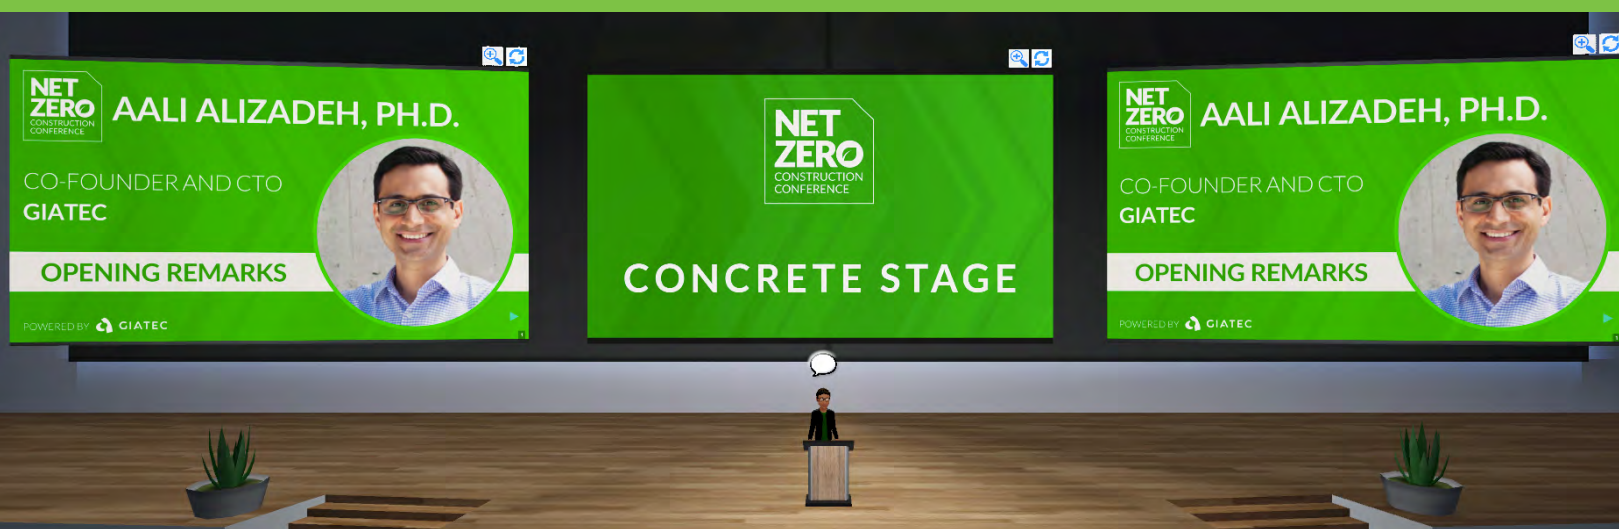 NET
ZERO
CONSTRUCTION
CONFERENCE
AALI ALIZADEH, PH.D.
CO-FOUNDER AND CTO
GIATEC
OPENING REMARKS
POWERED BY GIATEC
NET
ZERO
CONSTRUCTION
CONFERENCE
CONCRETE STAGE
NET
ZERO
CONSTRUCTION
CONFERENCE
AALI ALIZADEH, PH.D.
CO-FOUNDER AND CTO
GIATEC
OPENING REMARKS
POWERED BY GIATEC